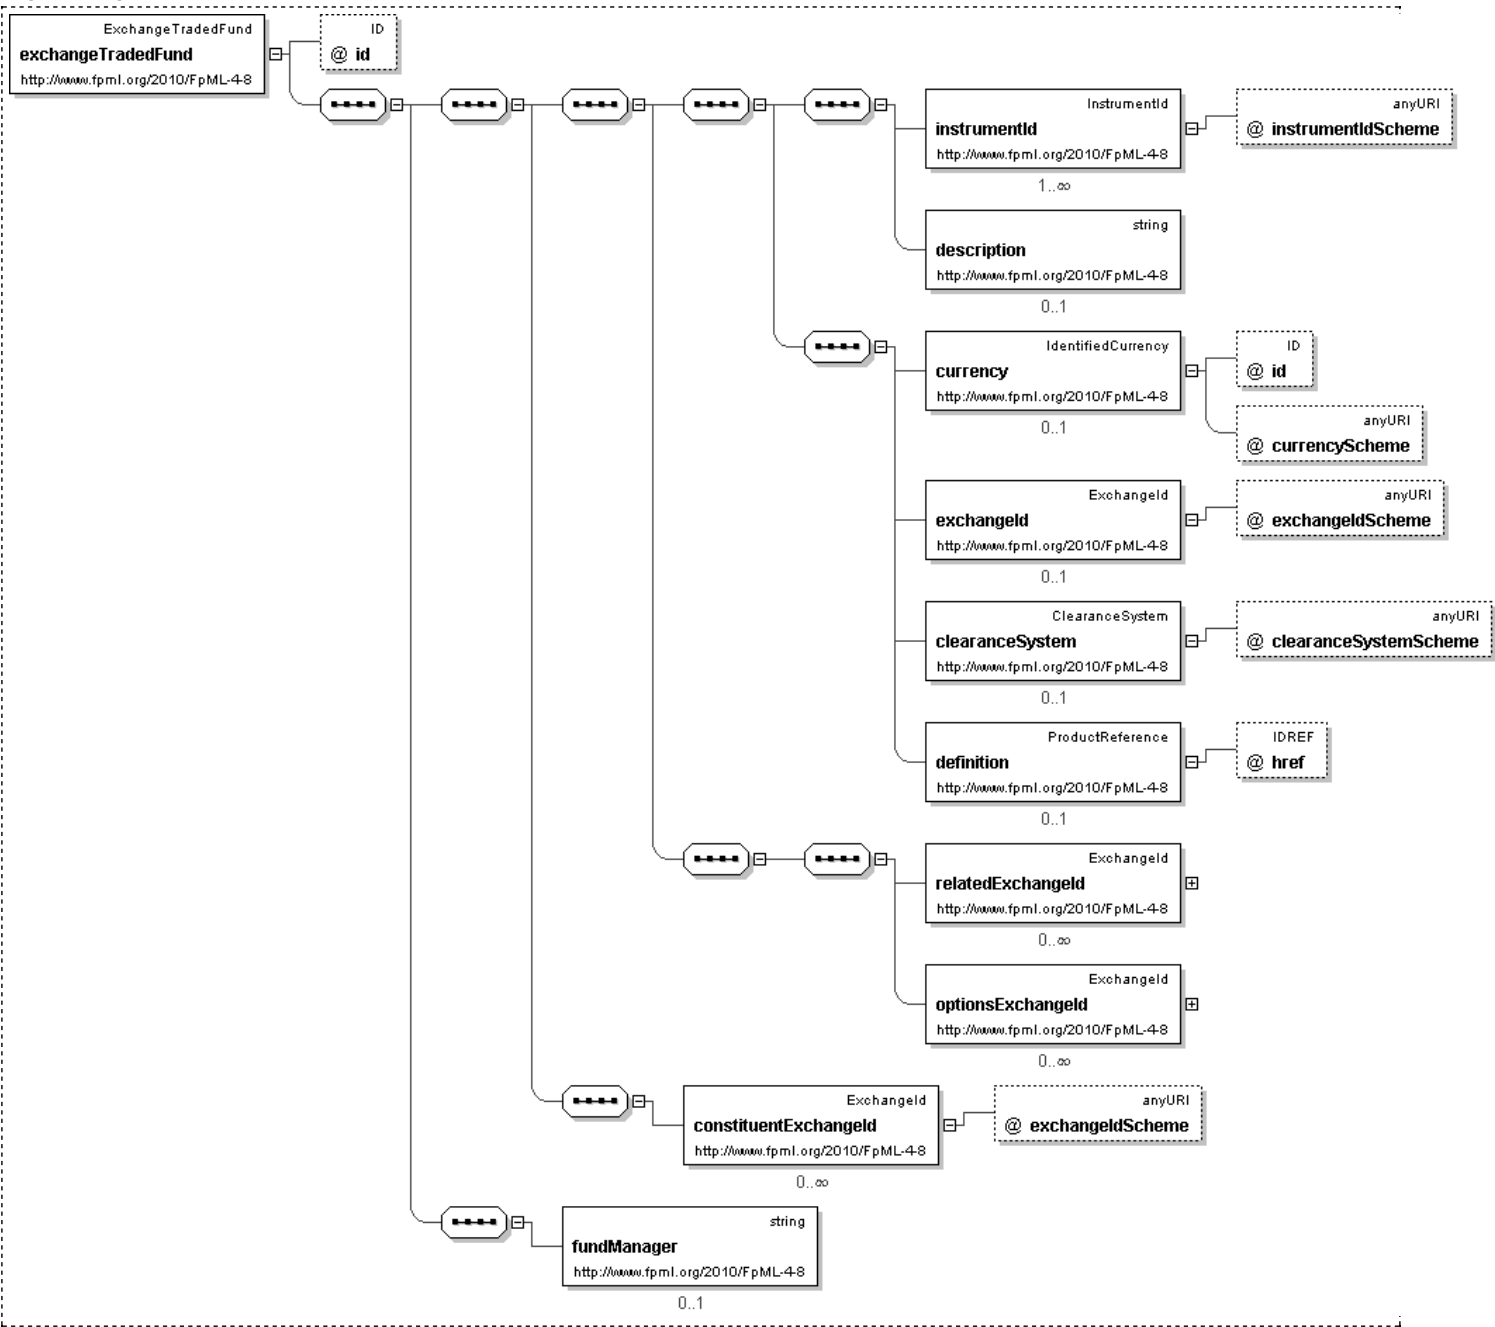 ExchangeTradedFund
exchangeTradedFund
http://www.fpml.org/2010/FpML-4-8
ID
@ id
InstrumentId
instrumentId
http://www.fpml.org/2010/FpML-4-8
1..∞
anyURI
@ instrumentIdScheme
string
description
http://www.fpml.org/2010/FpML-4-8
0..1
IdentifiedCurrency
currency
http://www.fpml.org/2010/FpML-4-8
0..1
ID
@ id
anyURI
@ currencyScheme
ExchangeId
exchangeId
http://www.fpml.org/2010/FpML-4-8
0..1
anyURI
@ exchangeIdScheme
ClearanceSystem
clearanceSystem
http://www.fpml.org/2010/FpML-4-8
0..1
anyURI
@ clearanceSystemScheme
ProductReference
definition
http://www.fpml.org/2010/FpML-4-8
0..1
IDREF
@ href
ExchangeId
relatedExchangeId
http://www.fpml.org/2010/FpML-4-8
0..∞
ExchangeId
optionsExchangeId
http://www.fpml.org/2010/FpML-4-8
0..∞
ExchangeId
constituentExchangeId
http://www.fpml.org/2010/FpML-4-8
0..∞
anyURI
@ exchangeIdScheme
string
fundManager
http://www.fpml.org/2010/FpML-4-8
0..1